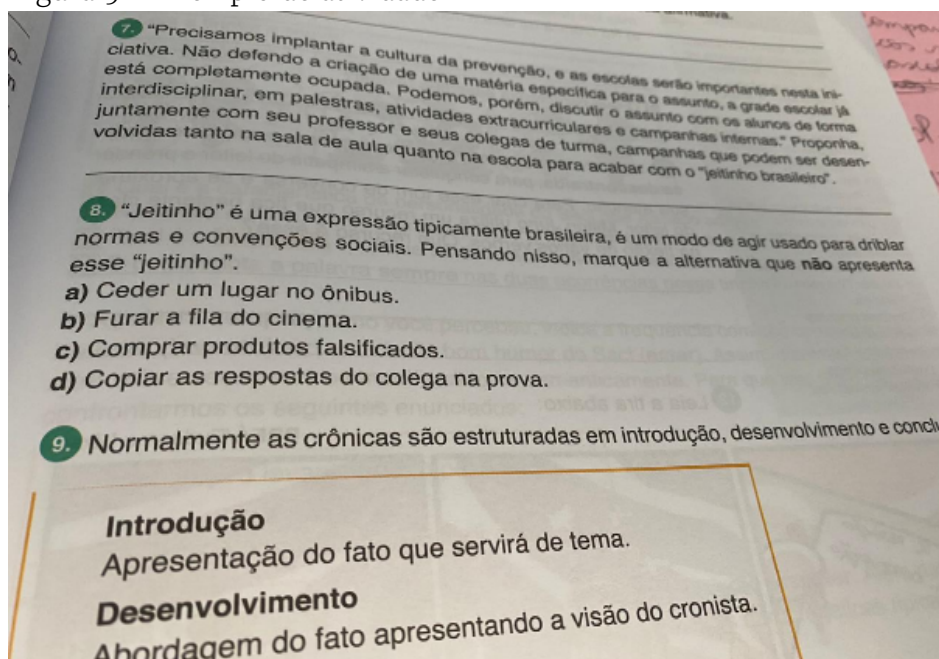 7. “Precisamos implantar a cultura da prevenção, e as escolas serão importantes nesta ini-
ciativa. Não defendo a criação de uma matéria específica para o assunto, a grade escolar já
está completamente ocupada. Podemos, porém, discutir o assunto com os alunos de forma
interdisciplinar, em palestras, atividades extracurriculares e campanhas internas.” Proponha,
juntamente com seu professor e seus colegas de turma, campanhas que podem ser desen-
volvidas tanto na sala de aula quanto na escola para acabar com o “jeitinho brasileiro”.
8. “Jeitinho” é uma expressão tipicamente brasileira, é um modo de agir usado para driblar
normas e convenções sociais. Pensando nisso, marque a alternativa que não apresenta
esse “jeitinho”.
a) Ceder um lugar no ônibus.
b) Furar a fila do cinema.
c) Comprar produtos falsificados.
d) Copiar as respostas do colega na prova.
9. Normalmente as crônicas são estruturadas em introdução, desenvolvimento e concl
Introdução
Apresentação do fato que servirá de tema.
Desenvolvimento
Abordagem do fato apresentando a visão do cronista.